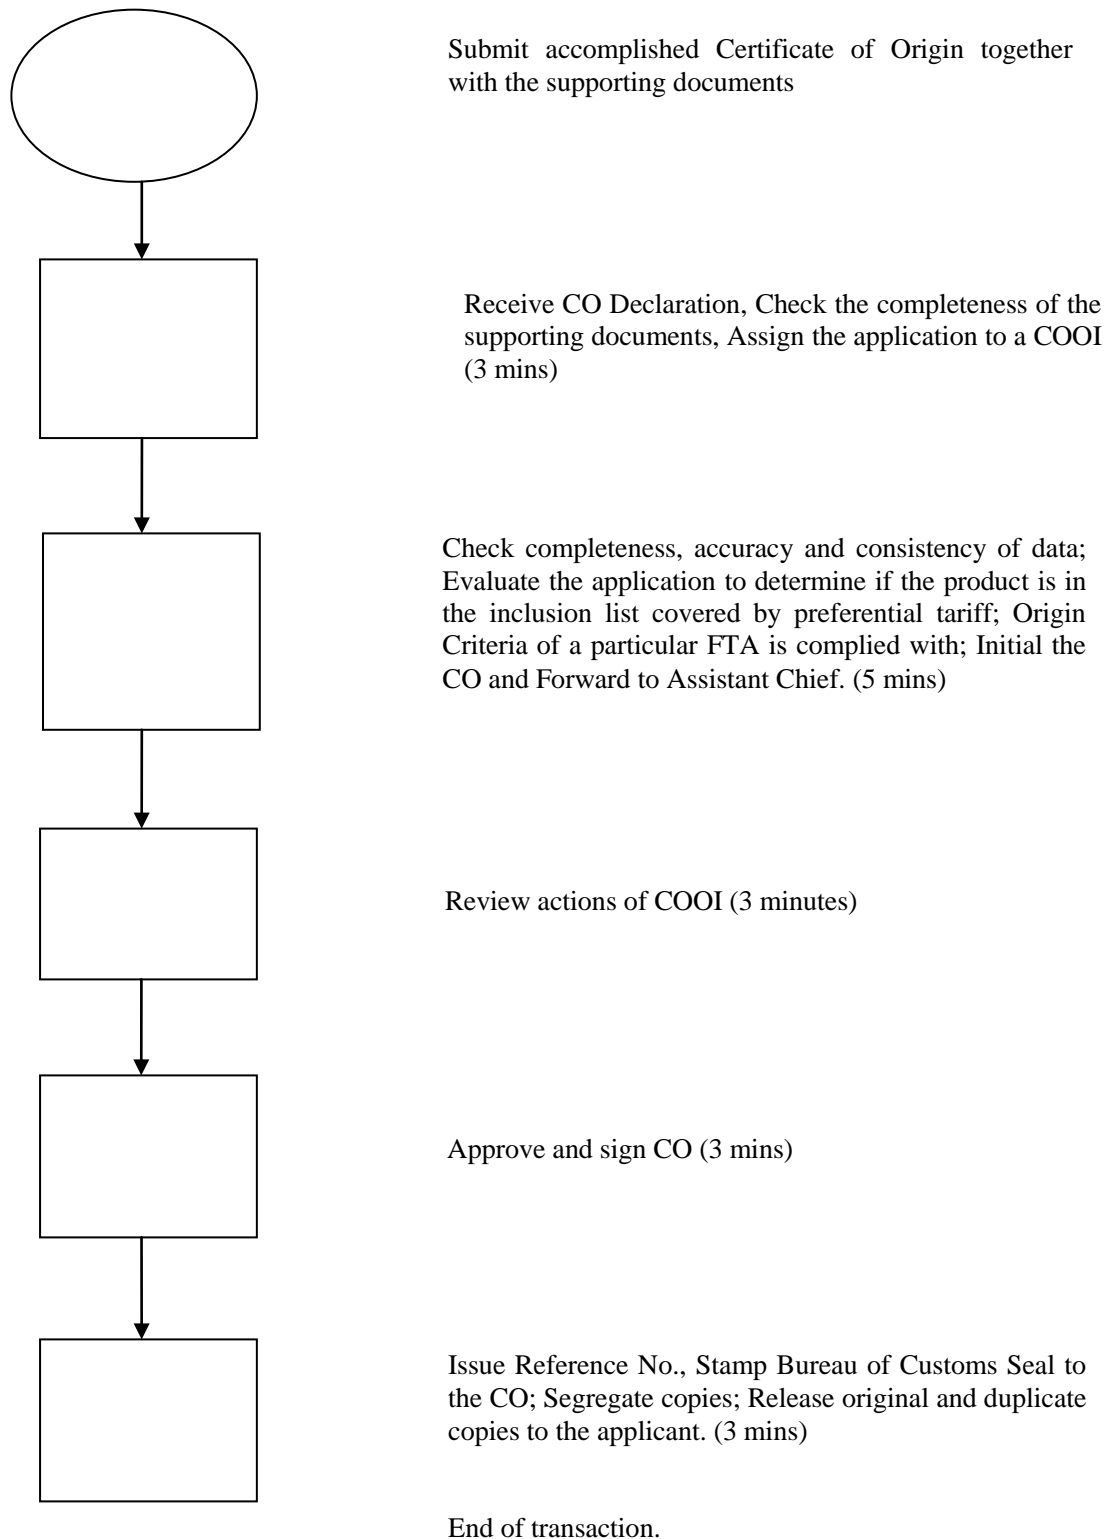 Submit accomplished Certificate of Origin together
with the supporting documents
Receive CO Declaration, Check the completeness of the
supporting documents, Assign the application to a COOI
(3 mins)
Check completeness, accuracy and consistency of data;
Evaluate the application to determine if the product is in
the inclusion list covered by preferential tariff; Origin
Criteria of a particular FTA is complied with; Initial the
CO and Forward to Assistant Chief. (5 mins)
Review actions of COOI (3 minutes)
Approve and sign CO (3 mins)
Issue Reference No., Stamp Bureau of Customs Seal to
the CO; Segregate copies; Release original and duplicate
copies to the applicant. (3 mins)
End of transaction.